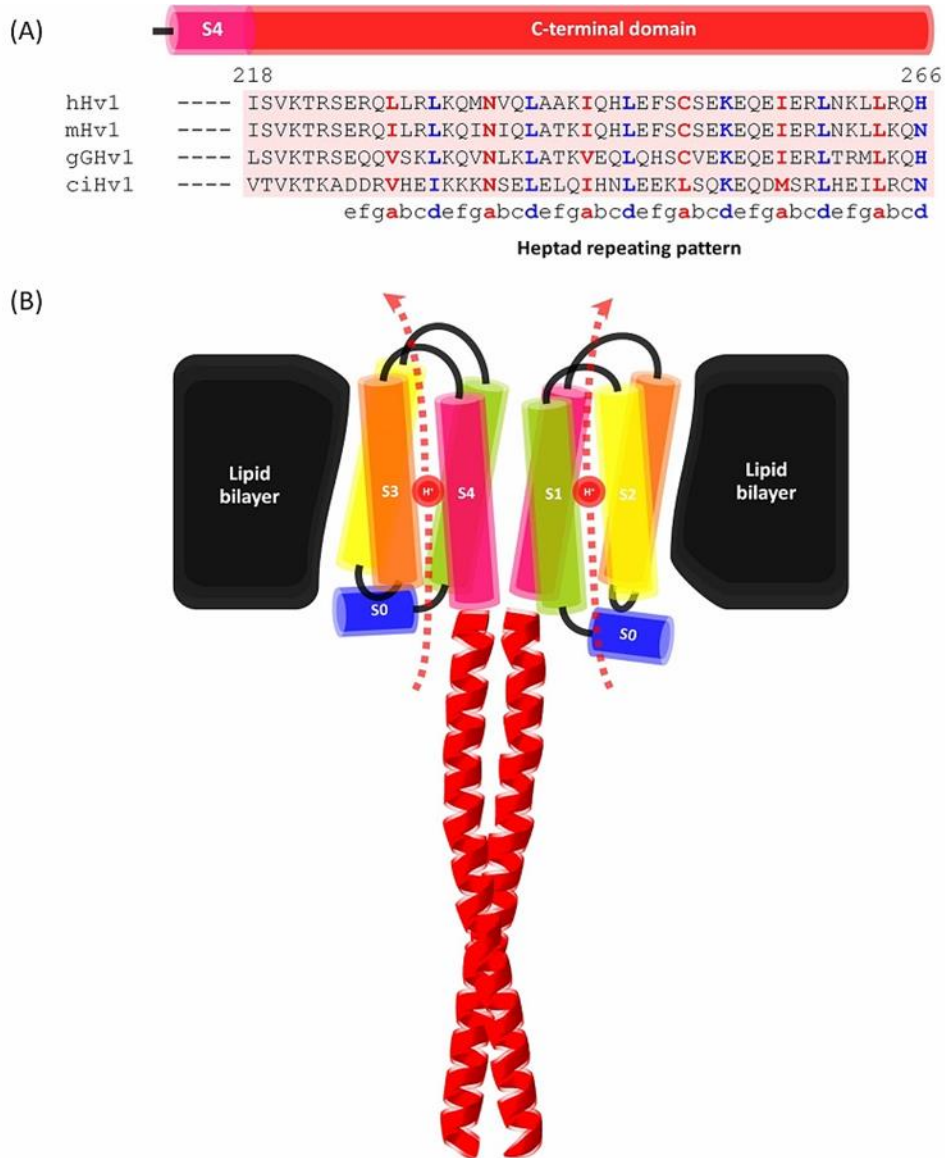 (A)
S4 C-terminal domain
218 266
hHv1 ---- ISVKTRSERQLLRLKQMNVQLAAKIQHLEFSCSEKEQEIERLNKLLRQH
mHv1 ---- ISVKTRSERQILRLKQINIQLATKIQHLEFSCSEKEQEIERLNKLLKQN
gGHv1 ---- LSVKTRSEQQVSKLKQVNLKLATKVEQLQHSCVEKEQEIERLTRMLKQH
ciHv1 ---- VTVKTKADDRVHEIKKKNSELELQIHNLEEKLSQKEQDMSRLHEILRCN
efgabcdefgabcdefgabcdefgabcdefgabcdefgabcd
Heptad repeating pattern
(B)
Lipid
bilayer
S3
H⁺
S4
S1
H⁺
S2
Lipid
bilayer
S0
S0